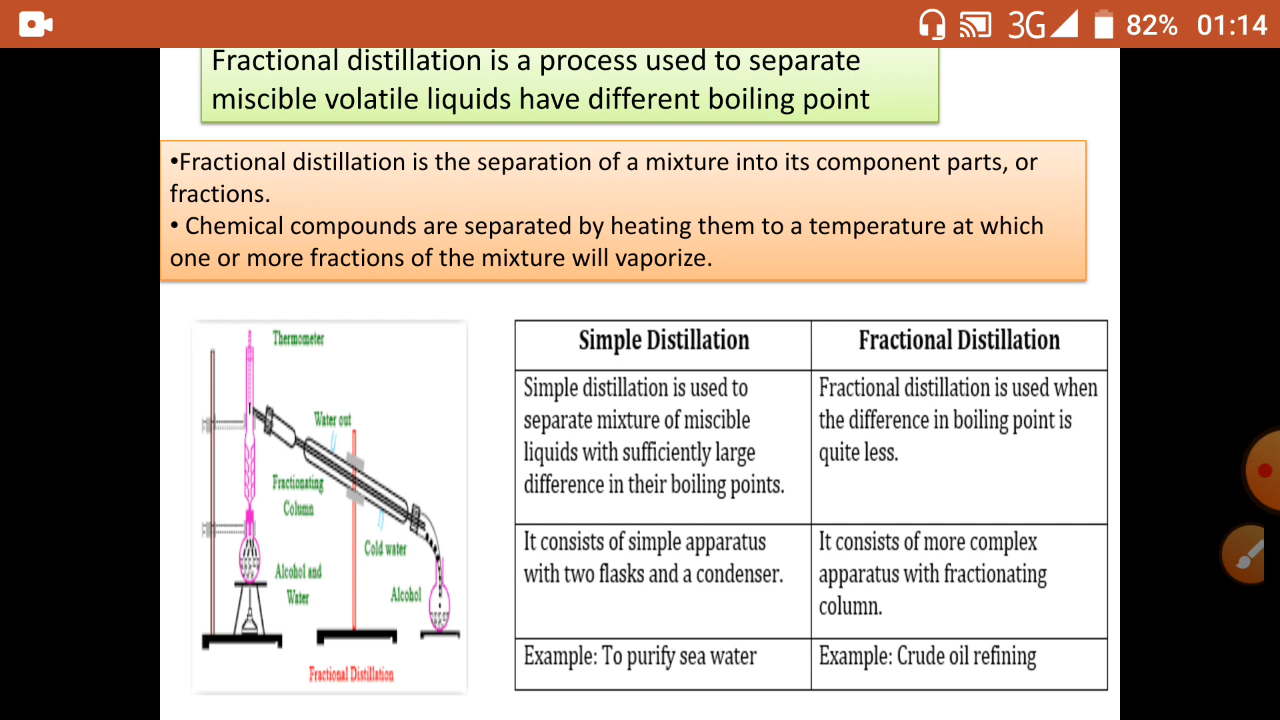 3G 82% 01:14
Fractional distillation is a process used to separate
miscible volatile liquids have different boiling point
•Fractional distillation is the separation of a mixture into its component parts, or
fractions.
• Chemical compounds are separated by heating them to a temperature at which
one or more fractions of the mixture will vaporize.
Thermometer
Water out
Fractionating
Column
Cold water
Alcohol and
Water
Alcohol
Fractional Distillation
Simple Distillation
Fractional Distillation
Simple distillation is used to
separate mixture of miscible
liquids with sufficiently large
difference in their boiling points.
Fractional distillation is used when
the difference in boiling point is
quite less.
It consists of simple apparatus
with two flasks and a condenser.
It consists of more complex
apparatus with fractionating
column.
Example: To purify sea water
Example: Crude oil refining